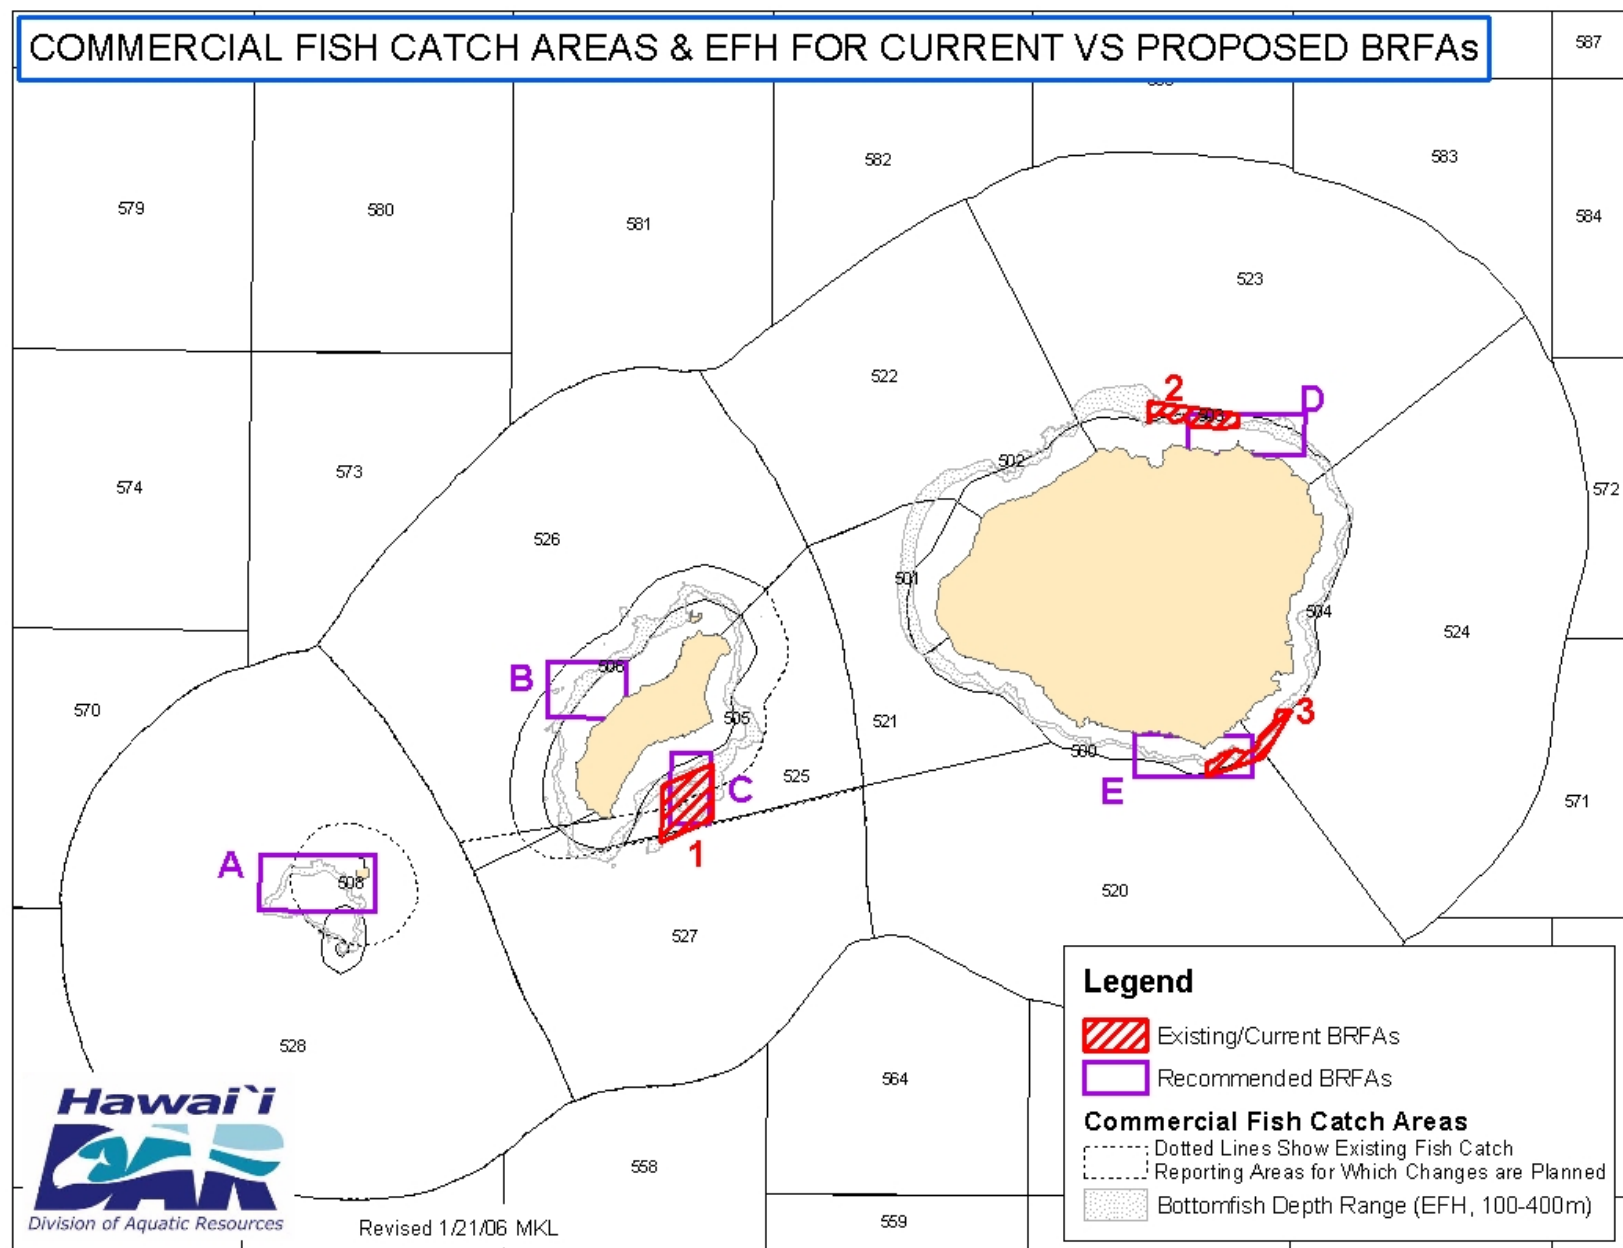 COMMERCIAL FISH CATCH AREAS & EFH FOR CURRENT VS PROPOSED BRFAs
587
582
583
579
580
581
584
523
522
2
D
503
574
573
502
572
526
501
504
524
B
506
570
505
521
3
525
500
C
E
571
1
A
508
520
527
528
564
558
559
Legend
Existing/Current BRFAs
Recommended BRFAs
Commercial Fish Catch Areas
Dotted Lines Show Existing Fish Catch
Reporting Areas for Which Changes are Planned
Bottomfish Depth Range (EFH, 100-400m)
Hawai`i
DAR
Division of Aquatic Resources
Revised 1/21/06 MKL